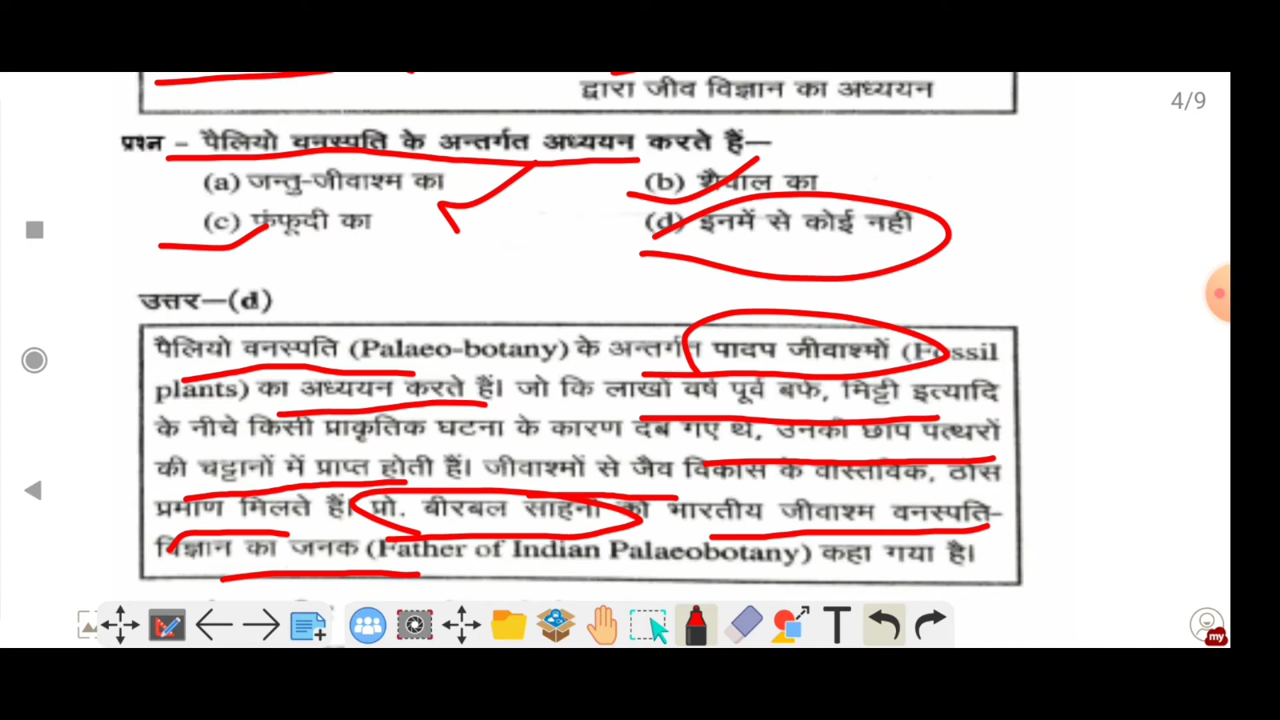 द्वारा जीव विज्ञान का अध्ययन
4/9
प्रश्न – पैलियो वनस्पति के अन्तर्गत अध्ययन करते हैं—
(a) जन्तु-जीवाश्म का (b) शैवाल का
(c) फंफूदी का (d) इनमें से कोई नहीं
उत्तर—(d)
पैलियो वनस्पति (Palaeo-botany) के अन्तर्गत पादप जीवाश्मों (Fossil
plants) का अध्ययन करते हैं। जो कि लाखों वर्ष पूर्व बर्फ, मिट्टी इत्यादि
के नीचे किसी प्राकृतिक घटना के कारण दब गए थे, उनकी छाप पत्थरों
की चट्टानों में प्राप्त होती हैं। जीवाश्मों से जैव विकास के वास्तविक, ठोस
प्रमाण मिलते हैं। प्रो. बीरबल साहनी को भारतीय जीवाश्म वनस्पति-
विज्ञान का जनक (Father of Indian Palaeobotany) कहा गया है।
T
my